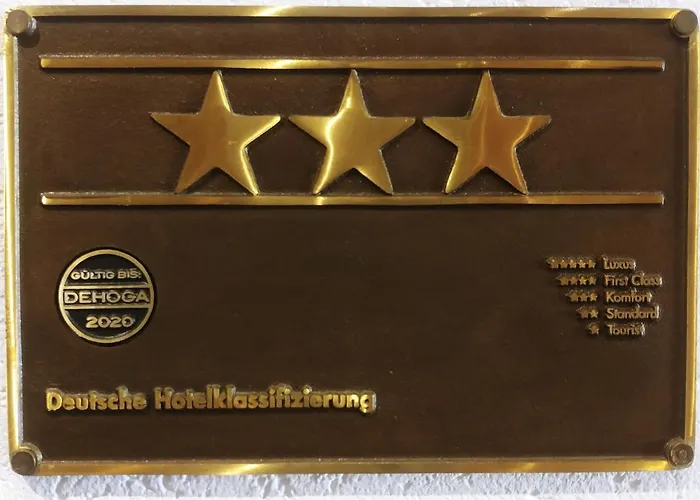 GÜLTIG BIS:
DEHOGA
2020
Luxus
First Class
Komfort
Standard
Tourist
Deutsche Hotelklassifizierung